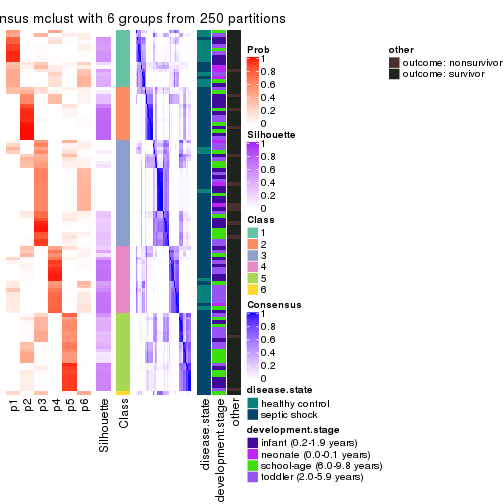 nsus mclust with 6 groups from 250 partitions
Prob
1
0.8
0.6
0.4
0.2
0
Silhouette
1
0.8
0.6
0.4
0.2
0
Class
1
2
3
4
5
6
Consensus
1
0.8
0.6
0.4
0.2
0
disease.state
healthy control
septic shock
development.stage
infant (0.2-1.9 years)
neonate (0.0-0.1 years)
school-age (6.0-9.8 years)
toddler (2.0-5.9 years)
other
outcome: nonsurvivor
outcome: survivor
p1
p2
p3
p4
p5
p6
Silhouette
Class
disease.state
development.stage
other